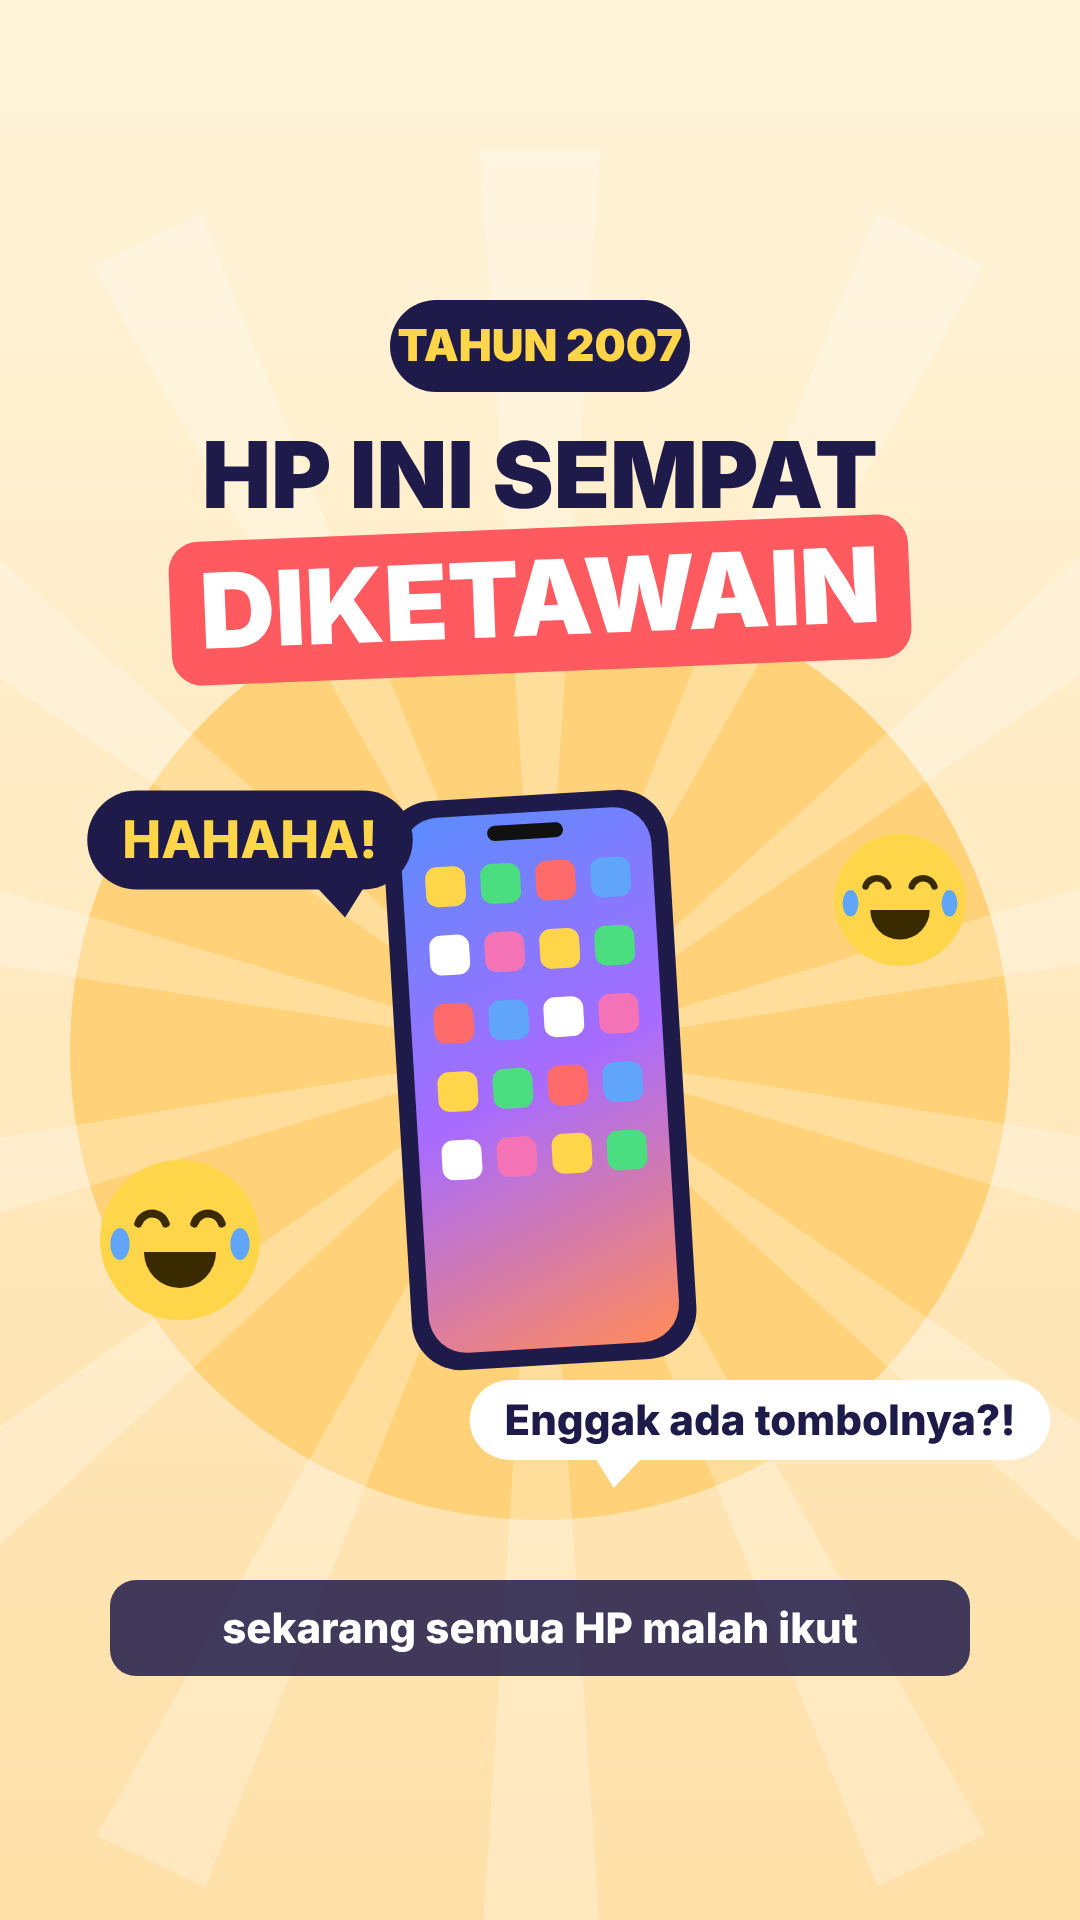 TAHUN 2007
HP INI SEMPAT
DIKETAWAIN
HAHAHA!
Enggak ada tombolnya?!
sekarang semua HP malah ikut